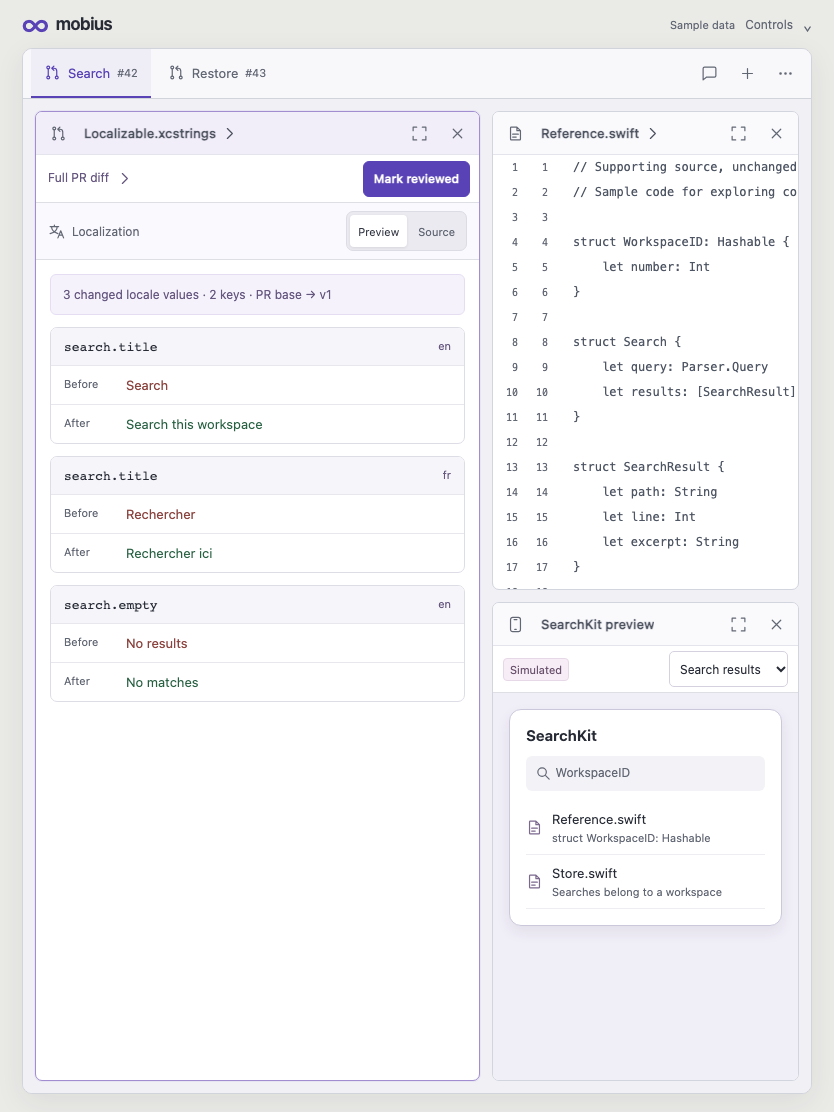 mobius
Sample data Controls
Search #42 Restore #43
Localizable.xcstrings
Full PR diff
Mark reviewed
Localization
Preview Source
3 changed locale values · 2 keys · PR base → v1
search.title en
Before Search
After Search this workspace
search.title fr
Before Rechercher
After Rechercher ici
search.empty en
Before No results
After No matches
Reference.swift
1 1 // Supporting source, unchanged
2 2 // Sample code for exploring co
3 3
4 4 struct WorkspaceID: Hashable {
5 5 let number: Int
6 6 }
7 7
8 8 struct Search {
9 9 let query: Parser.Query
10 10 let results: [SearchResult]
11 11 }
12 12
13 13 struct SearchResult {
14 14 let path: String
15 15 let line: Int
16 16 let excerpt: String
17 17 }
SearchKit preview
Simulated
Search results
SearchKit
WorkspaceID
Reference.swift
struct WorkspaceID: Hashable
Store.swift
Searches belong to a workspace